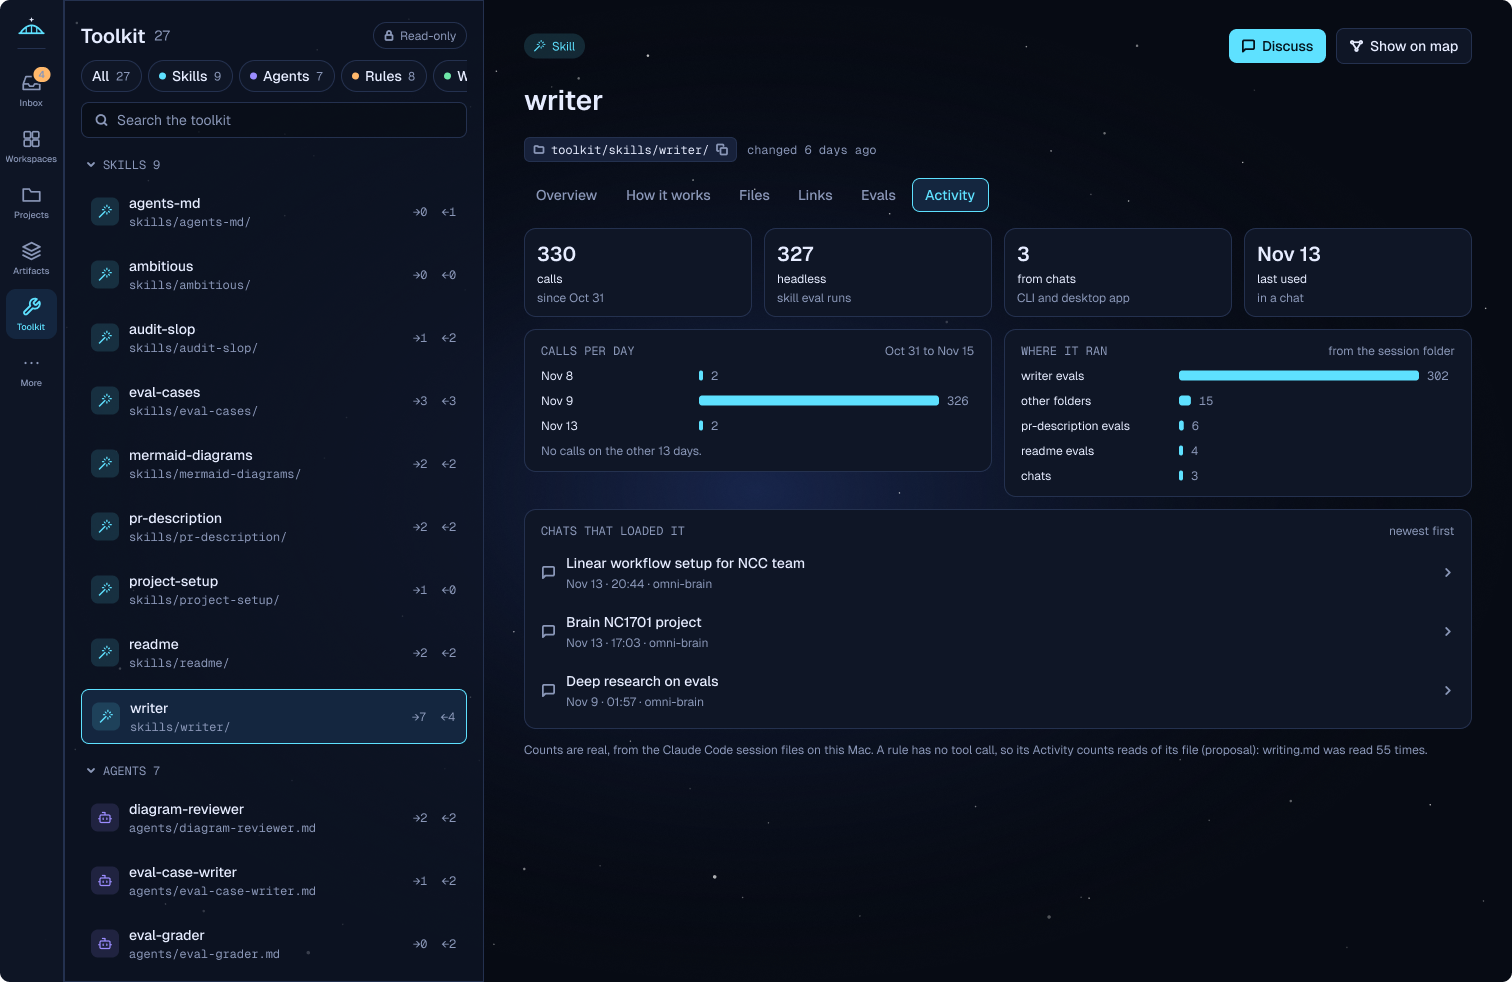 4
Inbox
Workspaces
Projects
Artifacts
Toolkit
More
Toolkit 27
Read-only
All 27
Skills 9
Agents 7
Rules 8
Search the toolkit
SKILLS 9
agents-md
skills/agents-md/
→0 ←1
ambitious
skills/ambitious/
→0 ←0
audit-slop
skills/audit-slop/
→1 ←2
eval-cases
skills/eval-cases/
→3 ←3
mermaid-diagrams
skills/mermaid-diagrams/
→2 ←2
pr-description
skills/pr-description/
→2 ←2
project-setup
skills/project-setup/
→1 ←0
readme
skills/readme/
→2 ←2
writer
skills/writer/
→7 ←4
AGENTS 7
diagram-reviewer
agents/diagram-reviewer.md
→2 ←2
eval-case-writer
agents/eval-case-writer.md
→1 ←2
eval-grader
agents/eval-grader.md
→0 ←2
Skill
Discuss
Show on map
writer
toolkit/skills/writer/
changed 6 days ago
Overview
How it works
Files
Links
Evals
Activity
330
calls
since Oct 31
327
headless
skill eval runs
3
from chats
CLI and desktop app
Nov 13
last used
in a chat
CALLS PER DAY
Oct 31 to Nov 15
Nov 8 2
Nov 9 326
Nov 13 2
No calls on the other 13 days.
WHERE IT RAN
from the session folder
writer evals 302
other folders 15
pr-description evals 6
readme evals 4
chats 3
CHATS THAT LOADED IT
newest first
Linear workflow setup for NCC team
Nov 13 · 20:44 · omni-brain
Brain NC1701 project
Nov 13 · 17:03 · omni-brain
Deep research on evals
Nov 9 · 01:57 · omni-brain
Counts are real, from the Claude Code session files on this Mac. A rule has no tool call, so its Activity counts reads of its file (proposal): writing.md was read 55 times.